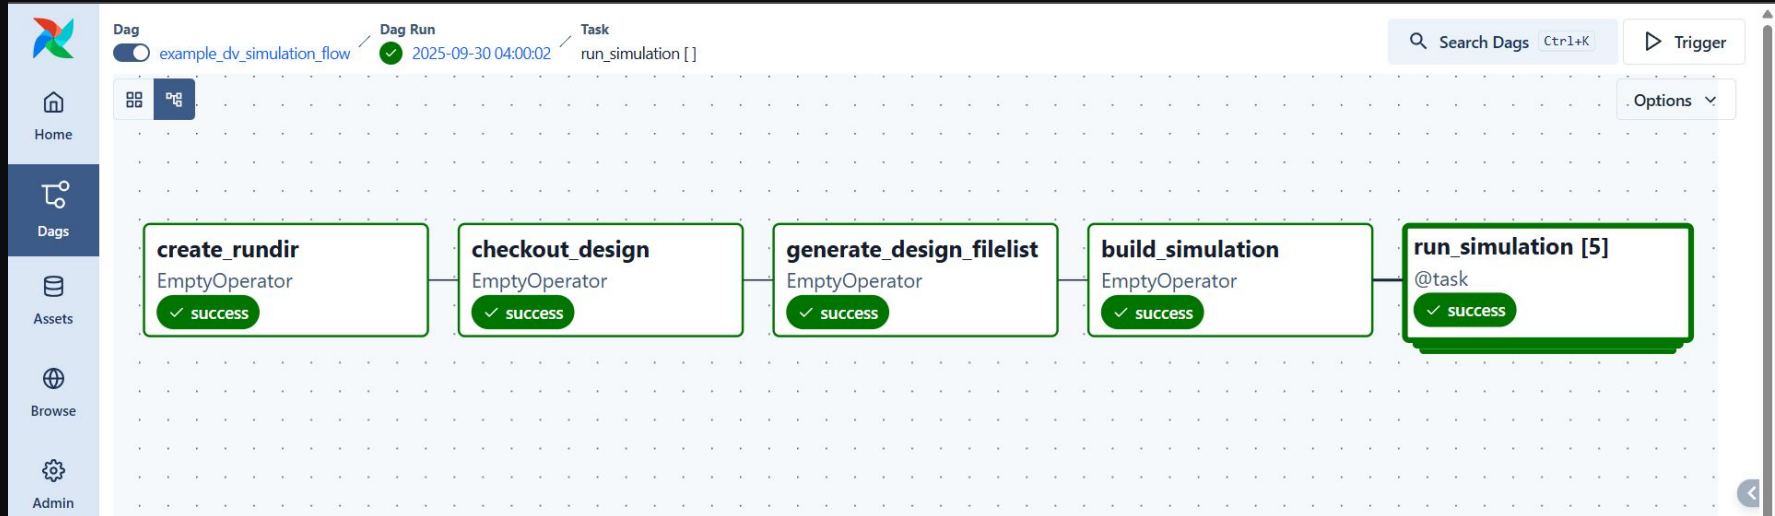 Dag
example_dv_simulation_flow
Dag Run
2025-09-30 04:00:02
Task
run_simulation [ ]
Search Dags Ctrl+K
Trigger
Home
Dags
Assets
Browse
Admin
Options
create_rundir
EmptyOperator
success
checkout_design
EmptyOperator
success
generate_design_filelist
EmptyOperator
success
build_simulation
EmptyOperator
success
run_simulation [5]
@task
success